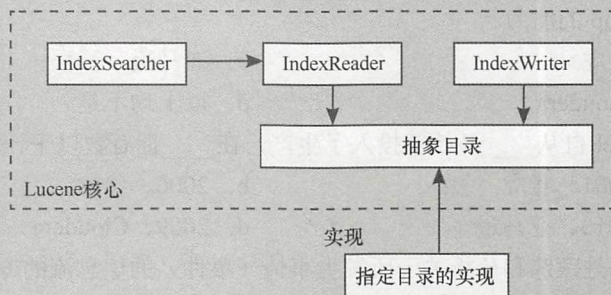 IndexSearcher
IndexReader
IndexWriter
抽象目录
Lucene核心
实现
指定目录的实现